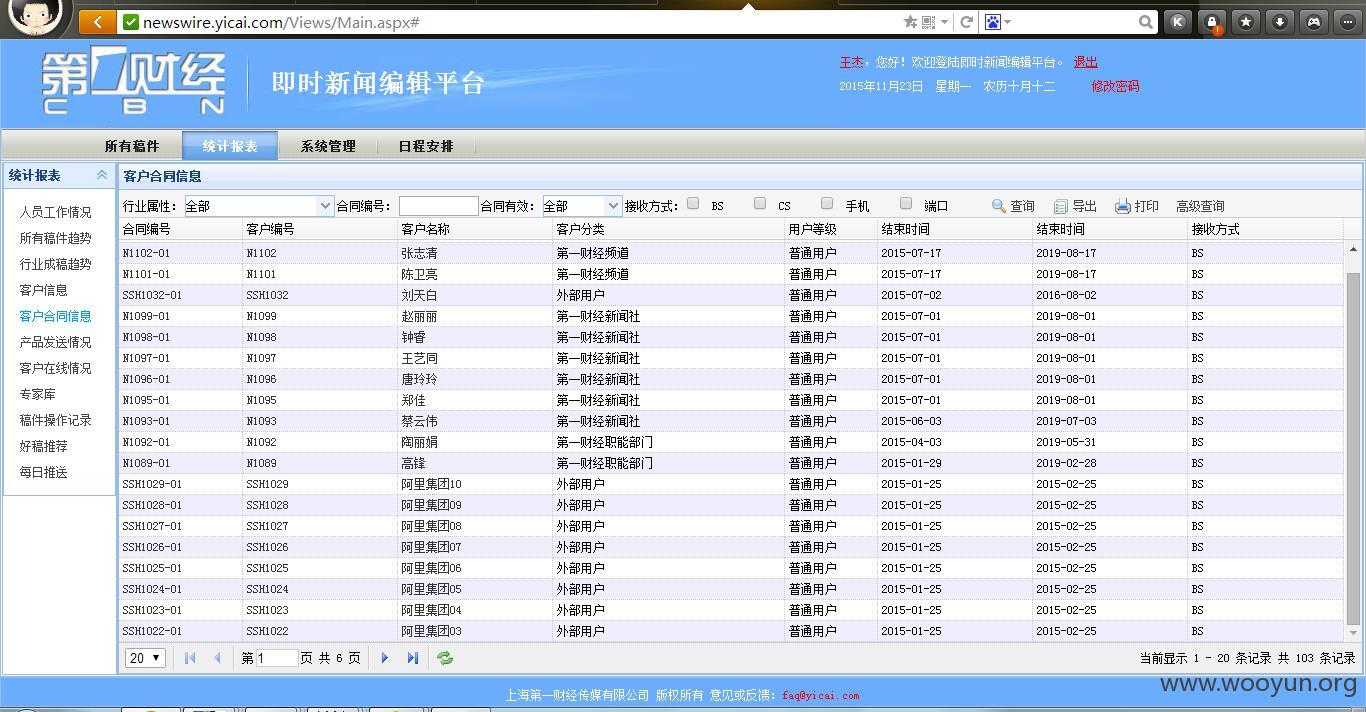 newswire.yicai.com/Views/Main.aspx#
第一财经
CBN
即时新闻编辑平台
王杰，您好！欢迎登陆即时新闻编辑平台。 退出
2015年11月23日 星期一 农历十月十二 修改密码
所有稿件 统计报表 系统管理 日程安排
统计报表
人员工作情况
所有稿件趋势
行业成稿趋势
客户信息
客户合同信息
产品发送情况
客户在线情况
专家库
稿件操作记录
好稿推荐
每日推送
客户合同信息
行业属性：全部 合同编号： 合同有效：全部 接收方式： BS CS 手机 端口 查询 导出 打印 高级查询
合同编号 客户编号 客户名称 客户分类 用户等级 结束时间 结束时间 接收方式
N1102-01 N1102 张志清 第一财经频道 普通用户 2015-07-17 2019-08-17 BS
N1101-01 N1101 陈卫亮 第一财经频道 普通用户 2015-07-17 2019-08-17 BS
SSH1032-01 SSH1032 刘天白 外部用户 普通用户 2015-07-02 2016-08-02 BS
N1099-01 N1099 赵丽丽 第一财经新闻社 普通用户 2015-07-01 2019-08-01 BS
N1098-01 N1098 钟睿 第一财经新闻社 普通用户 2015-07-01 2019-08-01 BS
N1097-01 N1097 王艺同 第一财经新闻社 普通用户 2015-07-01 2019-08-01 BS
N1096-01 N1096 唐玲玲 第一财经新闻社 普通用户 2015-07-01 2019-08-01 BS
N1095-01 N1095 郑佳 第一财经新闻社 普通用户 2015-07-01 2019-08-01 BS
N1093-01 N1093 蔡云伟 第一财经新闻社 普通用户 2015-06-03 2019-07-03 BS
N1092-01 N1092 陶丽娟 第一财经职能部门 普通用户 2015-04-03 2019-05-31 BS
N1089-01 N1089 高锋 第一财经职能部门 普通用户 2015-01-29 2019-02-28 BS
SSH1029-01 SSH1029 阿里集团10 外部用户 普通用户 2015-01-25 2015-02-25 BS
SSH1028-01 SSH1028 阿里集团09 外部用户 普通用户 2015-01-25 2015-02-25 BS
SSH1027-01 SSH1027 阿里集团08 外部用户 普通用户 2015-01-25 2015-02-25 BS
SSH1026-01 SSH1026 阿里集团07 外部用户 普通用户 2015-01-25 2015-02-25 BS
SSH1025-01 SSH1025 阿里集团06 外部用户 普通用户 2015-01-25 2015-02-25 BS
SSH1024-01 SSH1024 阿里集团05 外部用户 普通用户 2015-01-25 2015-02-25 BS
SSH1023-01 SSH1023 阿里集团04 外部用户 普通用户 2015-01-25 2015-02-25 BS
SSH1022-01 SSH1022 阿里集团03 外部用户 普通用户 2015-01-25 2015-02-25 BS
20 第 1 页 共 6 页 当前显示 1 - 20 条记录 共 103 条记录
上海第一财经传媒有限公司 版权所有 意见或反馈：faq@yicai.com
www.wooyun.org